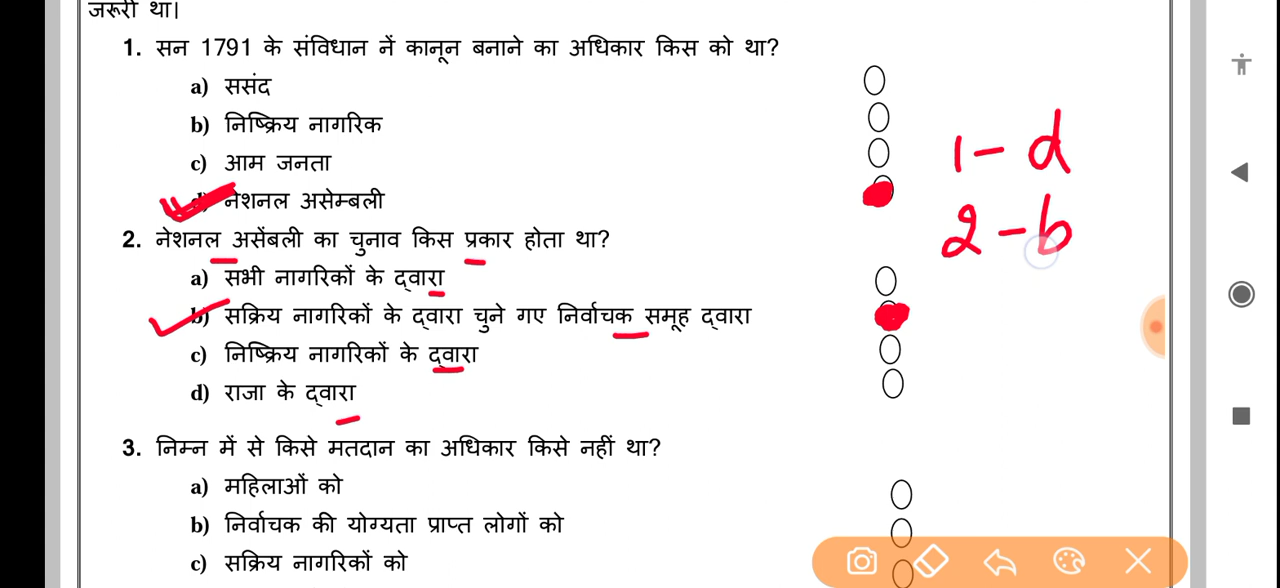 जरूरी था।
1. सन 1791 के संविधान नें कानून बनाने का अधिकार किस को था?
a) ससंद
b) निष्क्रिय नागरिक
c) आम जनता
नेशनल असेम्बली
1 - d
2. नेशनल असेंबली का चुनाव किस प्रकार होता था?
2 - b
a) सभी नागरिकों के द्वारा
b) सक्रिय नागरिकों के द्वारा चुने गए निर्वाचक समूह द्वारा
c) निष्क्रिय नागरिकों के द्वारा
d) राजा के द्वारा
3. निम्न में से किसे मतदान का अधिकार किसे नहीं था?
a) महिलाओं को
b) निर्वाचक की योग्यता प्राप्त लोगों को
c) सक्रिय नागरिकों को